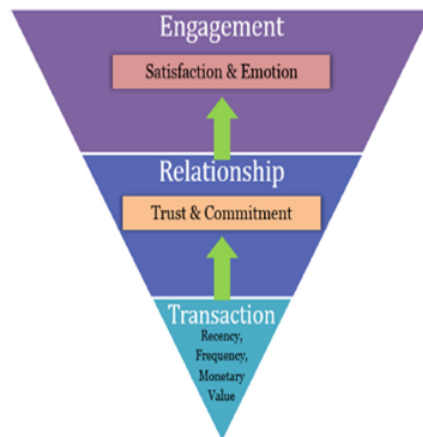 Engagement
Satisfaction & Emotion
Relationship
Trust & Commitment
Transaction
Recency,
Frequency,
Monetary
Value